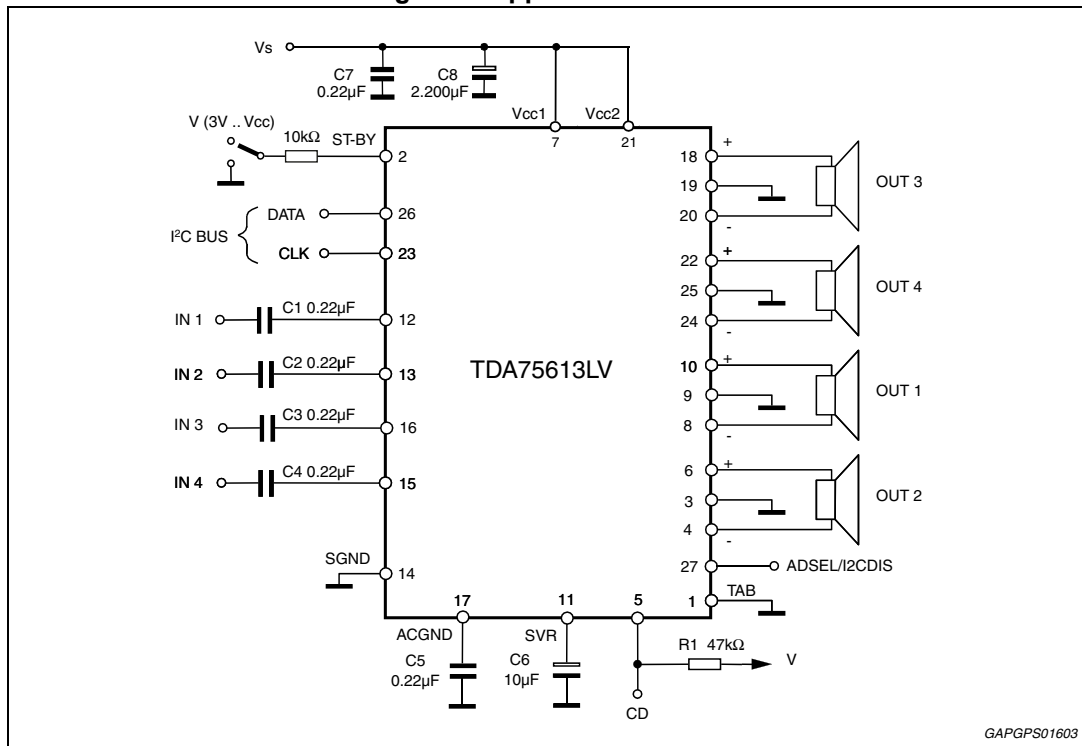 Vs
C7
0.22µF
C8
2.200µF
Vcc1
Vcc2
7
21
V (3V .. Vcc)
10kΩ
ST-BY
2
DATA
26
I²C BUS
CLK
23
IN 1
C1 0.22µF
12
IN 2
C2 0.22µF
13
IN 3
C3 0.22µF
16
IN 4
C4 0.22µF
15
SGND
14
TDA75613LV
18
+
19
20
-
OUT 3
22
+
25
24
-
OUT 4
10
+
9
8
-
OUT 1
6
+
3
4
-
OUT 2
27
ADSEL/I2CDIS
1
TAB
17
11
5
ACGND
SVR
C5
0.22µF
C6
10µF
R1 47kΩ
V
CD
GAPGPS01603